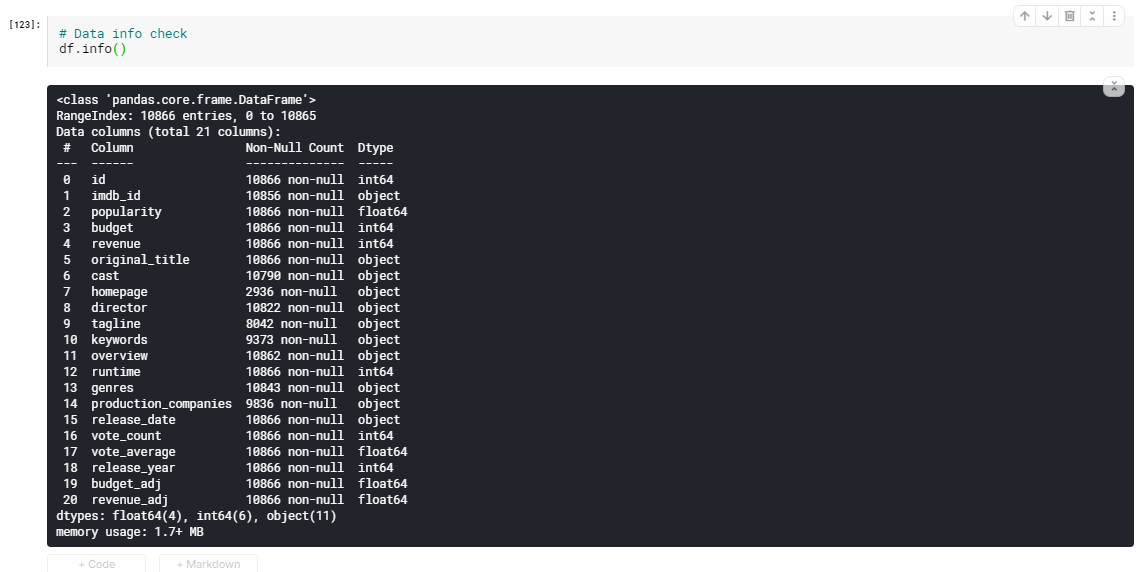 [123]:
# Data info check
df.info()
<class 'pandas.core.frame.DataFrame'>
RangeIndex: 10866 entries, 0 to 10865
Data columns (total 21 columns):
 #   Column                Non-Null Count  Dtype
---  ------                --------------  -----
 0   id                    10866 non-null  int64
 1   imdb_id               10856 non-null  object
 2   popularity            10866 non-null  float64
 3   budget                10866 non-null  int64
 4   revenue               10866 non-null  int64
 5   original_title        10866 non-null  object
 6   cast                  10790 non-null  object
 7   homepage              2936 non-null   object
 8   director              10822 non-null  object
 9   tagline               8042 non-null   object
 10  keywords              9373 non-null   object
 11  overview              10862 non-null  object
 12  runtime               10866 non-null  int64
 13  genres                10843 non-null  object
 14  production_companies  9836 non-null   object
 15  release_date          10866 non-null  object
 16  vote_count            10866 non-null  int64
 17  vote_average          10866 non-null  float64
 18  release_year          10866 non-null  int64
 19  budget_adj            10866 non-null  float64
 20  revenue_adj           10866 non-null  float64
dtypes: float64(4), int64(6), object(11)
memory usage: 1.7+ MB
+ Code + Markdown